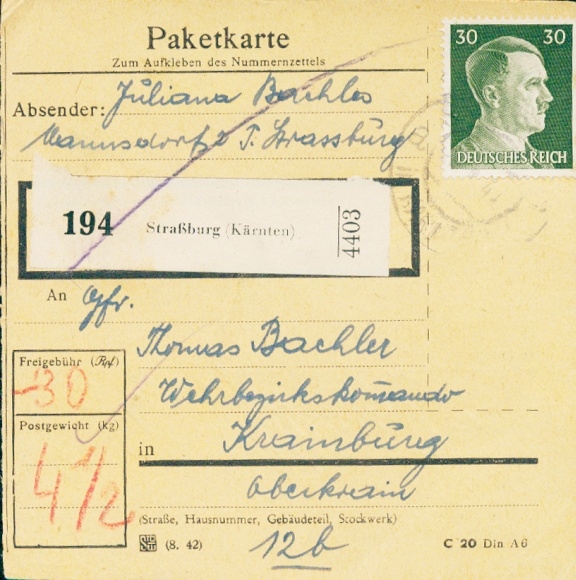 Paketkarte
Zum Aufkleben des Nummernzettels
30 30
DEUTSCHES REICH
Absender: Juliana Bachler
Mannsdorf z P. Strassburg
194 Straßburg (Kärnten) 4403
An Gfr.
Thomas Bachler
Freigebühr (Rpf)
30
Wehrbezirkskomando
Postgewicht (kg)
4 1/2
in Krainburg
Oberkrain
(Straße, Hausnummer, Gebäudeteil, Stockwerk)
(8. 42) 12b C 20 Din A6